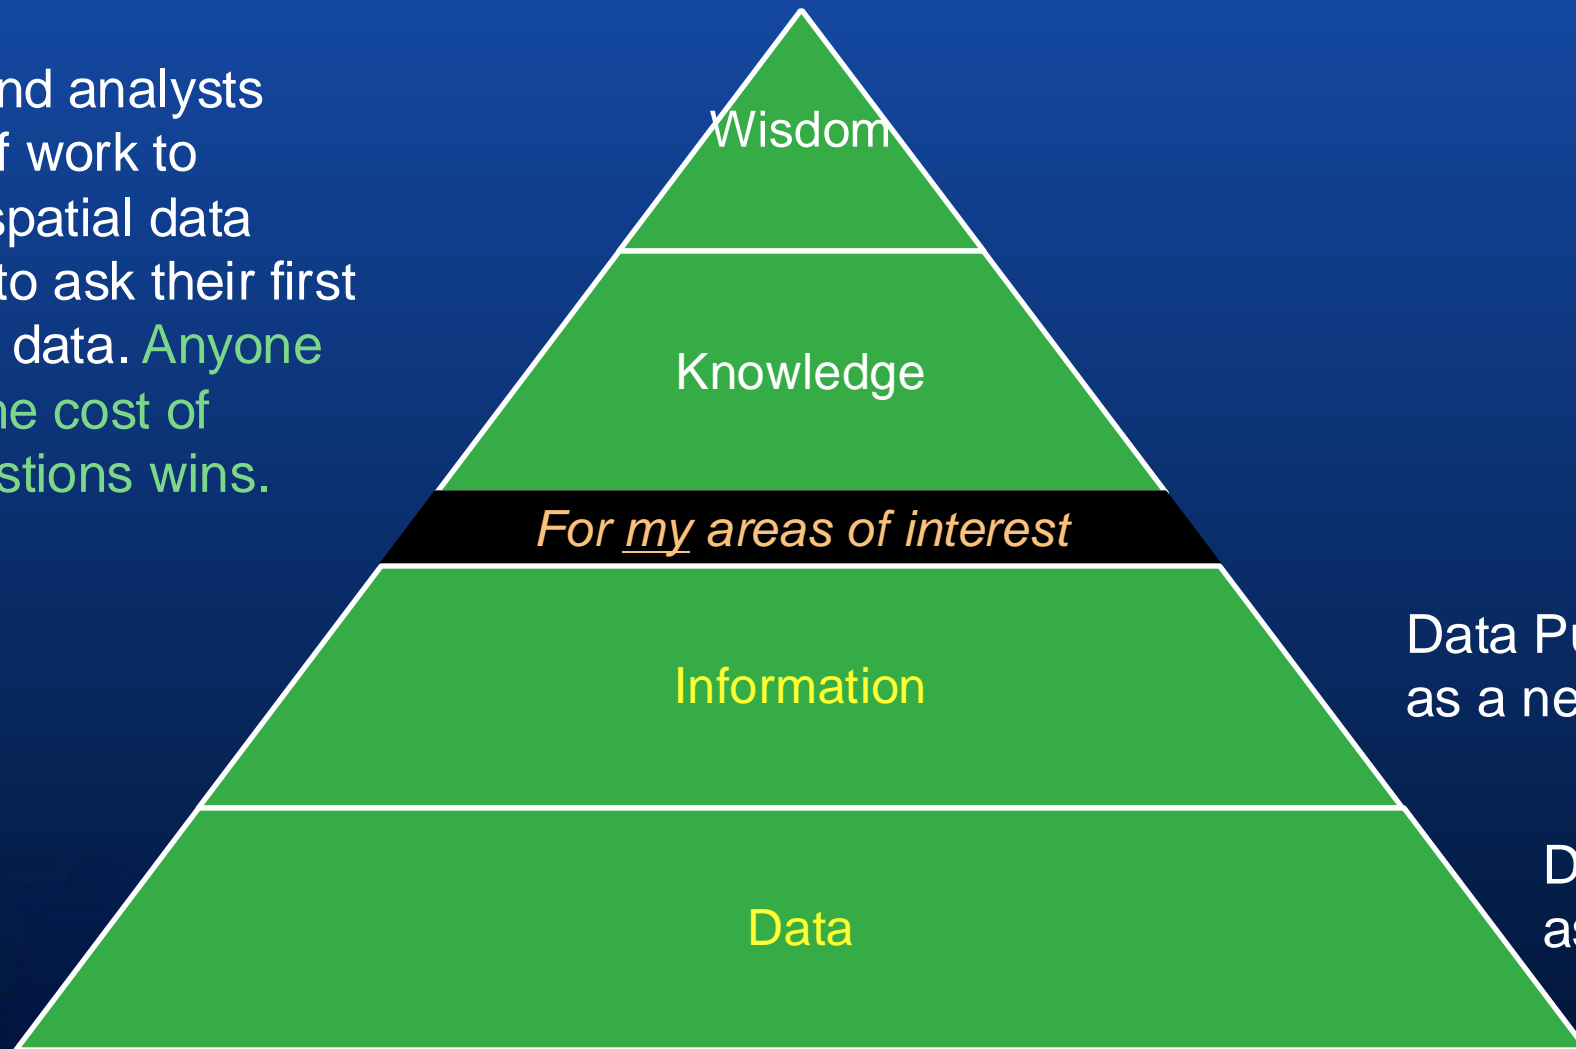 nd analysts
f work to
spatial data
to ask their first
data. Anyone
he cost of
stions wins.
Wisdom
Knowledge
For my areas of interest
Information
Data
Data Pu
as a ne
D
as